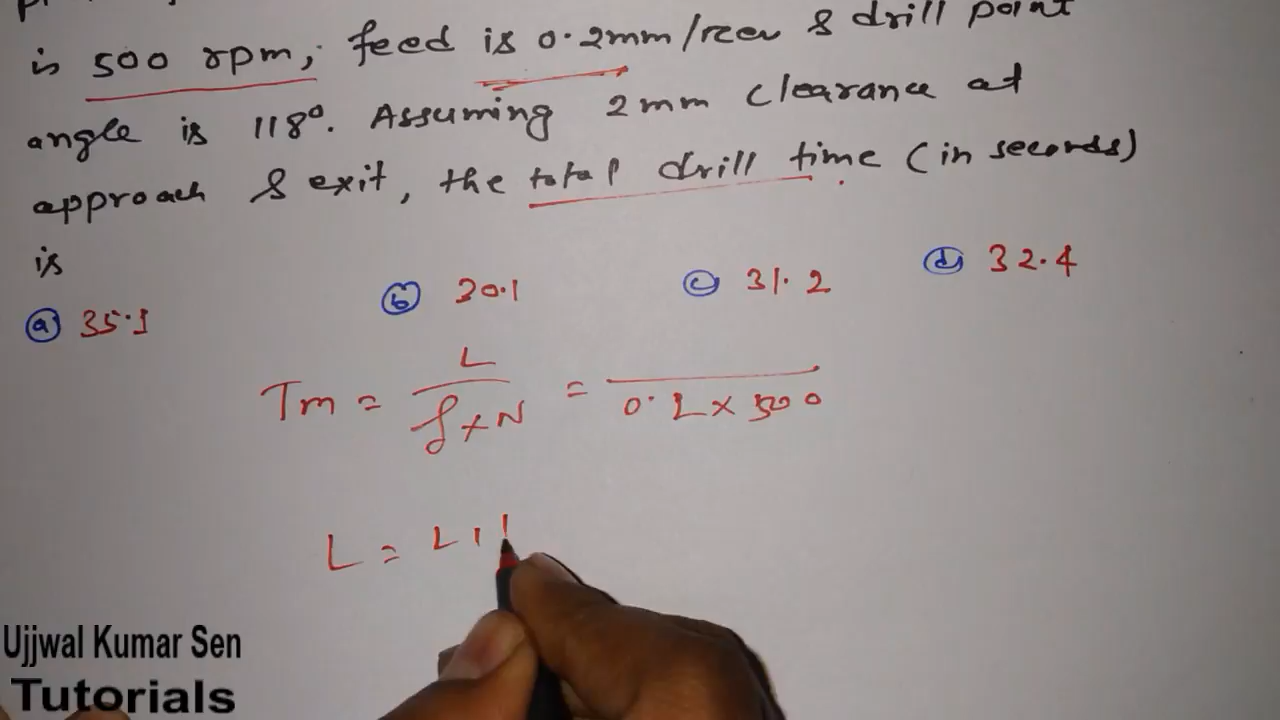 is 500 rpm; feed is 0.2mm/rev & drill point
angle is 118°. Assuming 2mm clearance at
approach & exit, the total drill time (in seconds)
is
(a) 35.1 (b) 30.1 (c) 31.2 (d) 32.4
Tm = L / f×N = / 0.2×500
L = L1
Ujjwal Kumar Sen
Tutorials